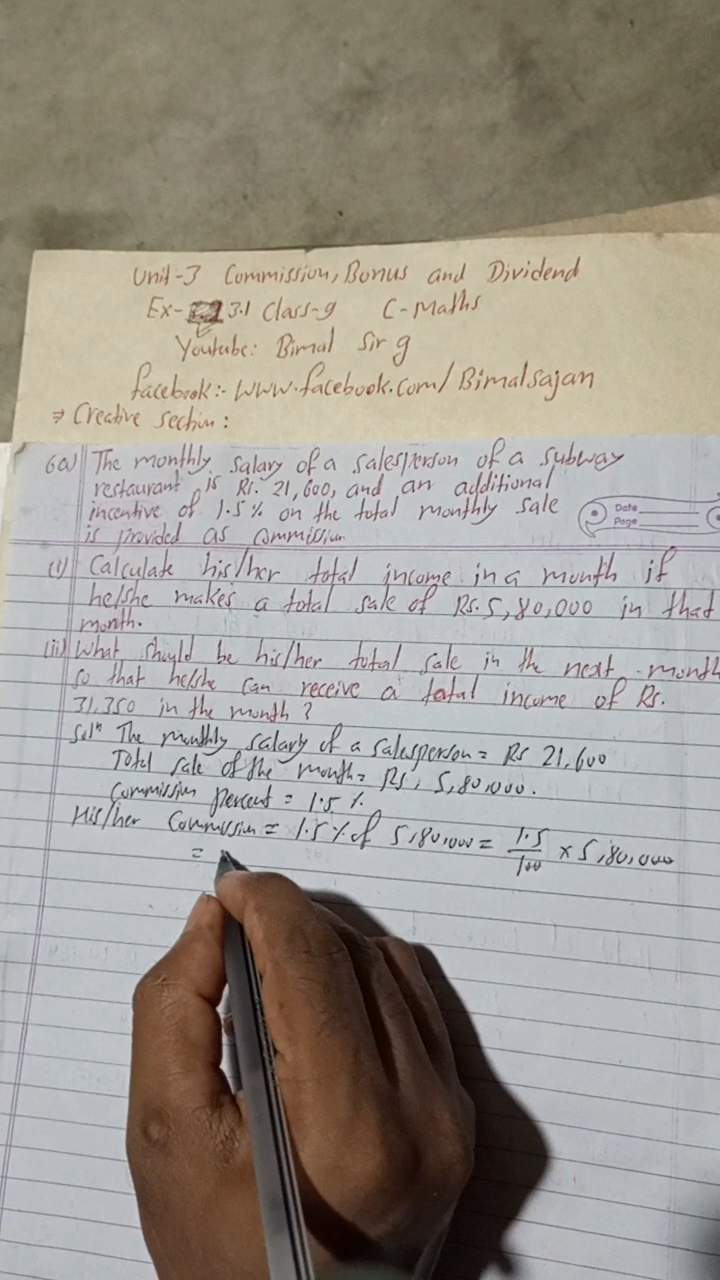 Unit-3 Commission, Bonus and Dividend
Ex- 3.1 Class-9 C-Maths
Youtube: Bimal Sir g
facebook:- www.facebook.com/Bimalsajan
⇒ Creative section:
6a) The monthly salary of a salesperson of a subway
restaurant is Rs. 21,600, and an additional
incentive of 1.5% on the total monthly sale
is provided as commission
Date
Page
(i) Calculate his/her total income in a month if
he/she makes a total sale of Rs. 5,80,000 in that
month.
(ii) What should be his/her total sale in the next month
so that he/she can receive a total income of Rs.
31,350 in the month?
Solⁿ The monthly salary of a salesperson = Rs 21,600
Total sale of the month = Rs, 5,80,000.
Commission percent = 1.5 %
His/her Commission = 1.5% of 5,80,000 = 1.5/100 × 5,80,000
=